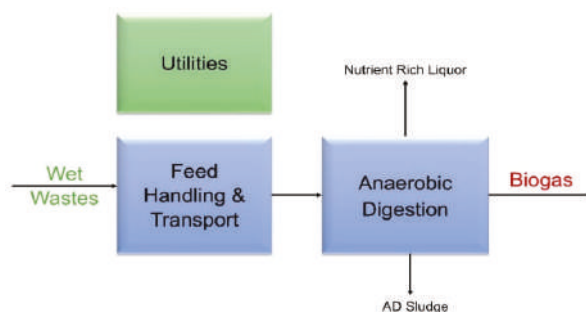 Utilities
Nutrient Rich Liquor
Wet
Wastes
Feed
Handling &
Transport
Anaerobic
Digestion
Biogas
AD Sludge